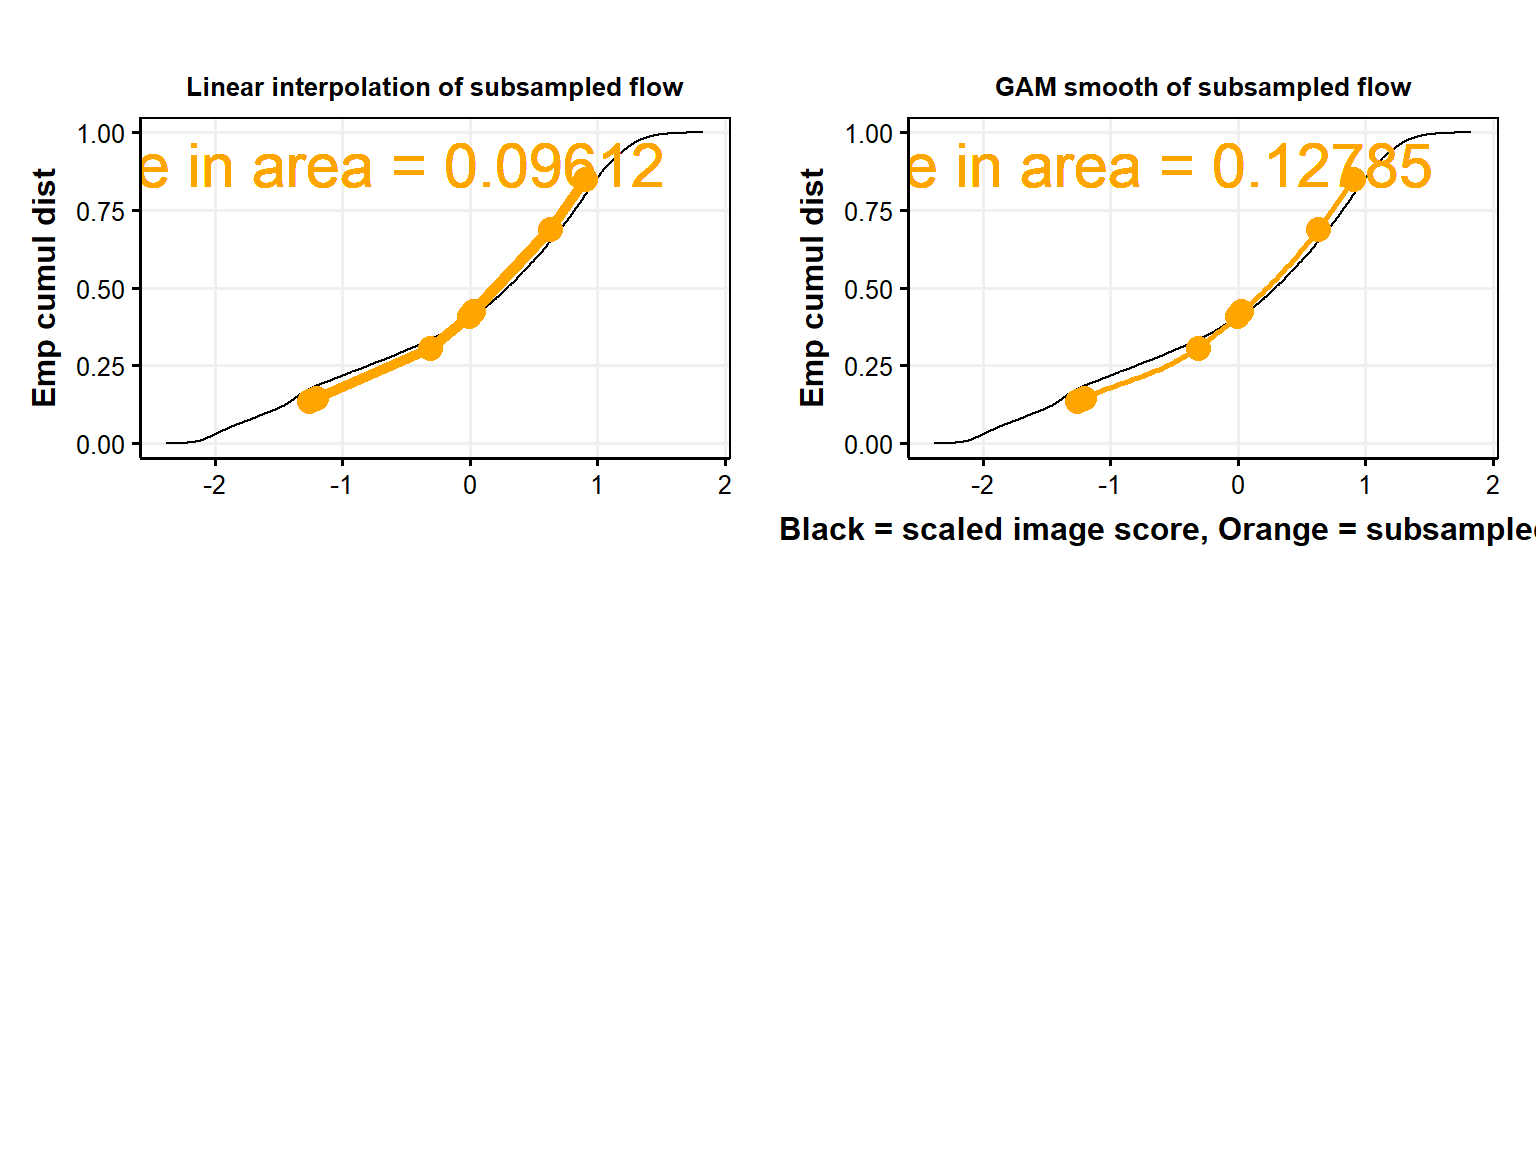 Linear interpolation of subsampled flow
e in area = 0.09612
Emp cumul dist
1.00
0.75
0.50
0.25
0.00
-2 -1 0 1 2
GAM smooth of subsampled flow
e in area = 0.12785
Emp cumul dist
1.00
0.75
0.50
0.25
0.00
-2 -1 0 1 2
Black = scaled image score, Orange = subsampled